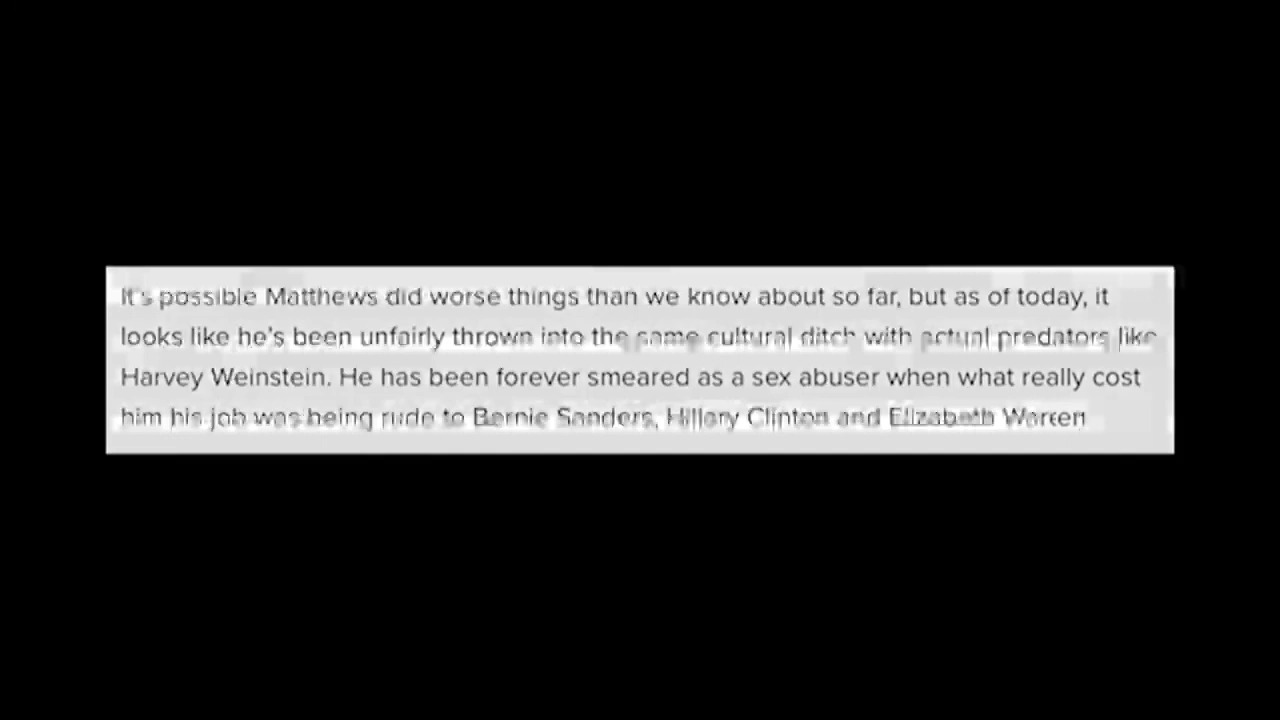 It's possible Matthews did worse things than we know about so far, but as of today, it
looks like he's been unfairly thrown into the same cultural ditch with actual predators like
Harvey Weinstein. He has been forever smeared as a sex abuser when what really cost
him his job was being rude to Bernie Sanders, Hillary Clinton and Elizabeth Warren